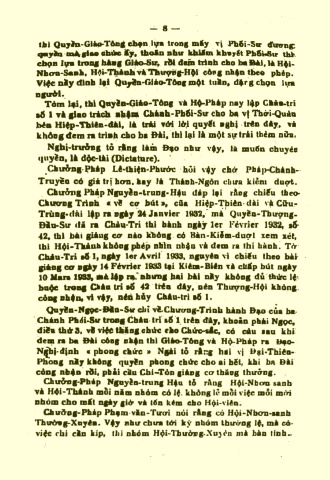 — 8 —
thì Quyền-Giáo-Tông chọn lựa trong mấy vị Phối-Sư đương
quyền mà giao chức ấy, thoản như khiếm khuyết Phối-Sư thì
chọn lựa trong hàng Giáo-Sư, rồi đem trình cho ba Đài, là Hội-
Nhơn-Sanh, Hội-Thánh và Thượng-Hội công nhận theo phép.
Việc nầy đình lại Quyền-Giáo-Tông một tuần, đặng chọn lựa
người.
Tóm lại, thì Quyền-Giáo-Tông và Hộ-Pháp nay lập Châu-tri
số 1 và giao trách nhậm Chánh-Phối-Sư cho ba vị Thời-Quân
bên Hiệp-Thiên-đài, là trái với lời quyết nghị trên đây, và
không đem ra trình cho ba Đài, thì lại là một sự trái thêm nữa.
Nghị-trưởng tỏ rằng làm Đạo như vậy, là muốn chuyên
quyền, là độc-tài (Dictature).
Chưởng-Pháp Lê-thiện-Phước hỏi vậy chớ Pháp-Chánh-
Truyền có giá trị hơn, hay là Thánh-Ngôn chưa kiểm duyệt.
Chưởng-Pháp Nguyễn-trung-Hậu đáp lại rằng chiếu theo
Chương Trình « về cơ bút », của Hiệp-Thiên-đài và Cửu-
Trùng-đài lập ra ngày 24 Janvier 1932, mà Quyền-Thượng-
Đầu-Sư đã ra Châu-Tri thi hành ngày 1er Février 1932, số
42, thì bài giáng cơ nào không có Ban-Kiểm-duyệt xem xét,
thì Hội-Thánh không phép nhìn nhận và đem ra thi hành. Tờ
Châu-Tri số 1, ngày 1er Avril 1933, nguyên vì chiếu theo bài
giáng cơ ngày 14 Février 1933 tại Kiêm-Biên và chấp bút ngày
10 Mars 1933, mà lập ra, nhưng hai bài nầy không đủ thức lệ
buộc trong Châu tri số 42 trên đây, nên Thượng-Hội không
công nhận, vì vậy, nên hủy Châu-tri số 1.
Quyền-Ngọc-Đầu-Sư chỉ về Chương-Trình hành Đạo của ba
Chánh Phối-Sư trong Châu-tri số 1 trên đây, khoản phái Ngọc,
điều thứ 3, về việc thăng chức cho Chức-sắc, có câu sau khi
đem ra ba Đài công nhận thì Giáo-Tông và Hộ-Pháp ra Đạo-
Nghị-định « phong chức » Ngài tỏ rằng hai vị Đại-Thiên-
Phong nầy không quyền phong chức cho ai hết, khi ba Đài
công nhận rồi, phải cầu Chí-Tôn giáng cơ thăng thưởng.
Chưởng-Pháp Nguyễn-trung-Hậu tỏ rằng Hội-Nhơn sanh
và Hội-Thánh mỗi năm nhóm có lệ, không lẽ mỗi việc mỗi mời
nhóm cho mất ngày giờ và tốn kém cho Hội-viên.
Chưởng-Pháp Phạm-văn-Tươi nói rằng có Hội-Nhơn-sanh
Thường-Xuyên. Vậy như chưa tới kỳ nhóm thường lệ, mà có-
việc chi cần kíp, thì nhóm Hội-Thường-Xuyên mà bàn tính..